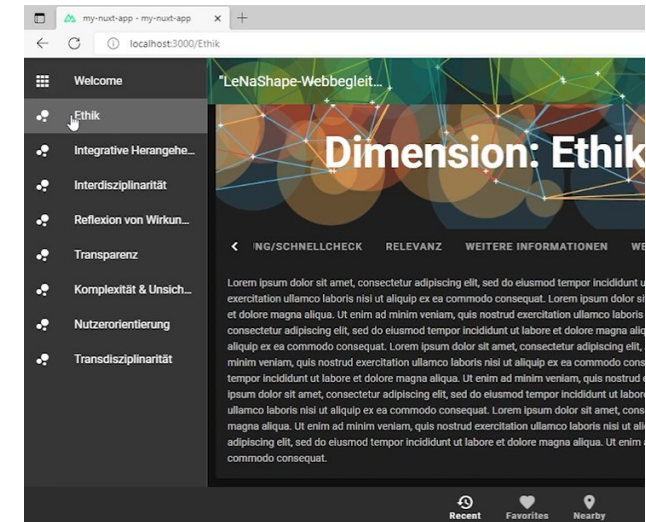 my-nuxt-app - my-nuxt-app
localhost:3000/Ethik
Welcome
Ethik
Integrative Herangehe...
Interdisziplinarität
Reflexion von Wirkun...
Transparenz
Komplexität & Unsich...
Nutzerorientierung
Transdisziplinarität
"LeNaShape-Webbegleit...
Dimension: Ethik
NG/SCHNELLCHECK RELEVANZ WEITERE INFORMATIONEN WE
Lorem ipsum dolor sit amet, consectetur adipiscing elit, sed do eiusmod tempor incididunt u
exercitation ullamco laboris nisi ut aliquip ex ea commodo consequat. Lorem ipsum dolor si
et dolore magna aliqua. Ut enim ad minim veniam, quis nostrud exercitation ullamco laboris
consectetur adipiscing elit, sed do eiusmod tempor incididunt ut labore et dolore magna aliq
aliquip ex ea commodo consequat. Lorem ipsum dolor sit amet, consectetur adipiscing elit,
minim veniam, quis nostrud exercitation ullamco laboris nisi ut aliquip ex ea commodo cons
tempor incididunt ut labore et dolore magna aliqua. Ut enim ad minim veniam, quis nostrud e
ipsum dolor sit amet, consectetur adipiscing elit, sed do eiusmod tempor incididunt ut labor
ullamco laboris nisi ut aliquip ex ea commodo consequat. Lorem ipsum dolor sit amet, cons
magna aliqua. Ut enim ad minim veniam, quis nostrud exercitation ullamco laboris nisi ut ali
adipiscing elit, sed do eiusmod tempor incididunt ut labore et dolore magna aliqua. Ut enim
commodo consequat.
Recent Favorites Nearby